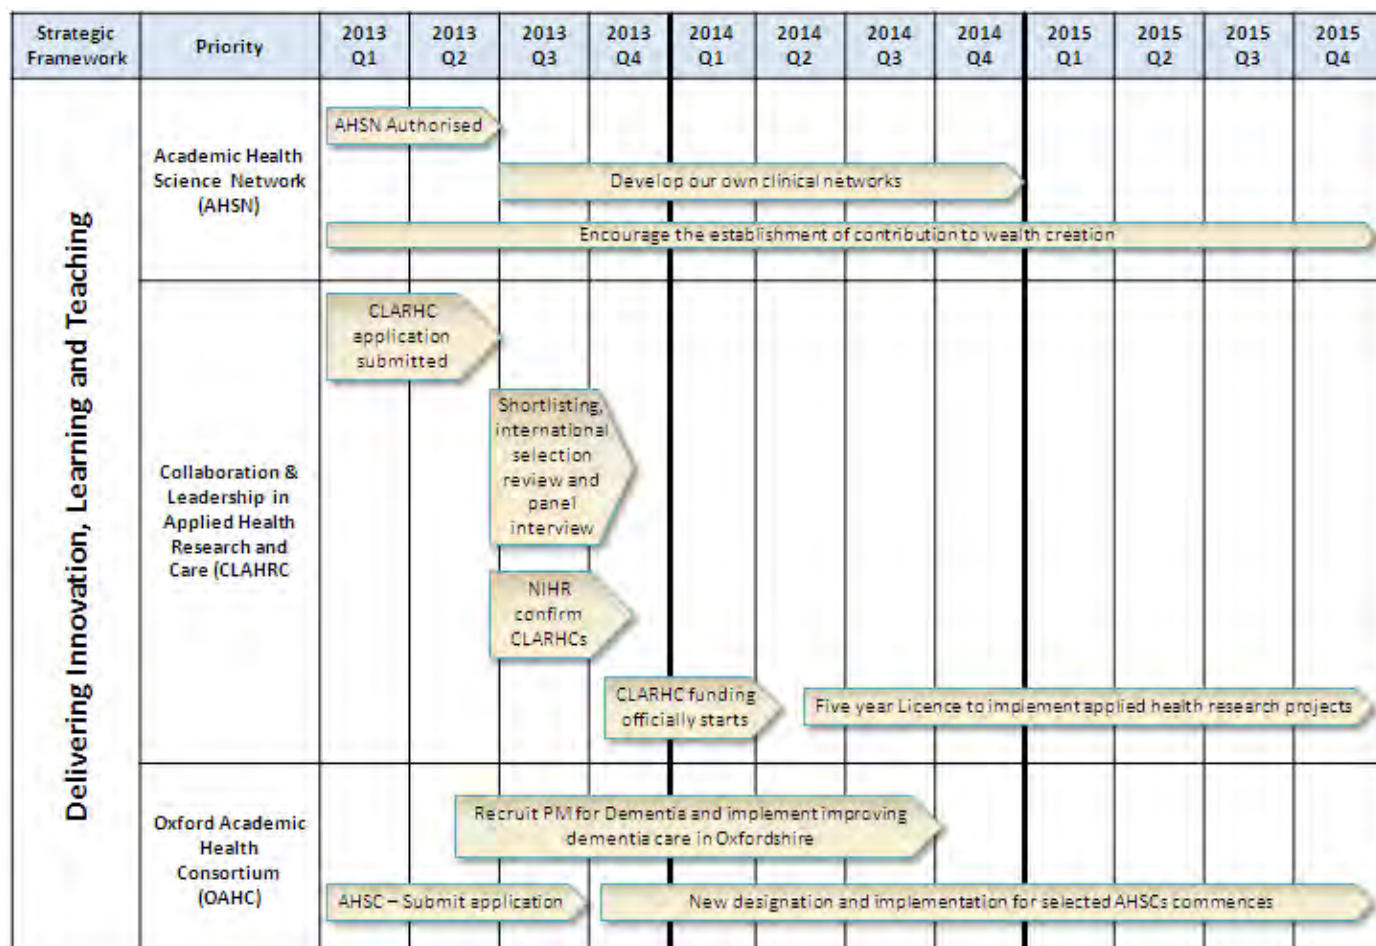 Strategic
Framework
Priority
2013
Q1
2013
Q2
2013
Q3
2013
Q4
2014
Q1
2014
Q2
2014
Q3
2014
Q4
2015
Q1
2015
Q2
2015
Q3
2015
Q4
Delivering Innovation, Learning and Teaching
Academic Health
Science Network
(AHSN)
AHSN Authorised
Develop our own clinical networks
Encourage the establishment of contribution to wealth creation
Collaboration &
Leadership in
Applied Health
Research and
Care (CLAHRC
CLARHC
application
submitted
Shortlisting,
international
selection
review and
panel
interview
NIHR
confirm
CLARHCs
CLARHC funding
officially starts
Five year Licence to implement applied health research projects
Oxford Academic
Health
Consortium
(OAHC)
Recruit PM for Dementia and implement improving
dementia care in Oxfordshire
AHSC – Submit application
New designation and implementation for selected AHSCs commences